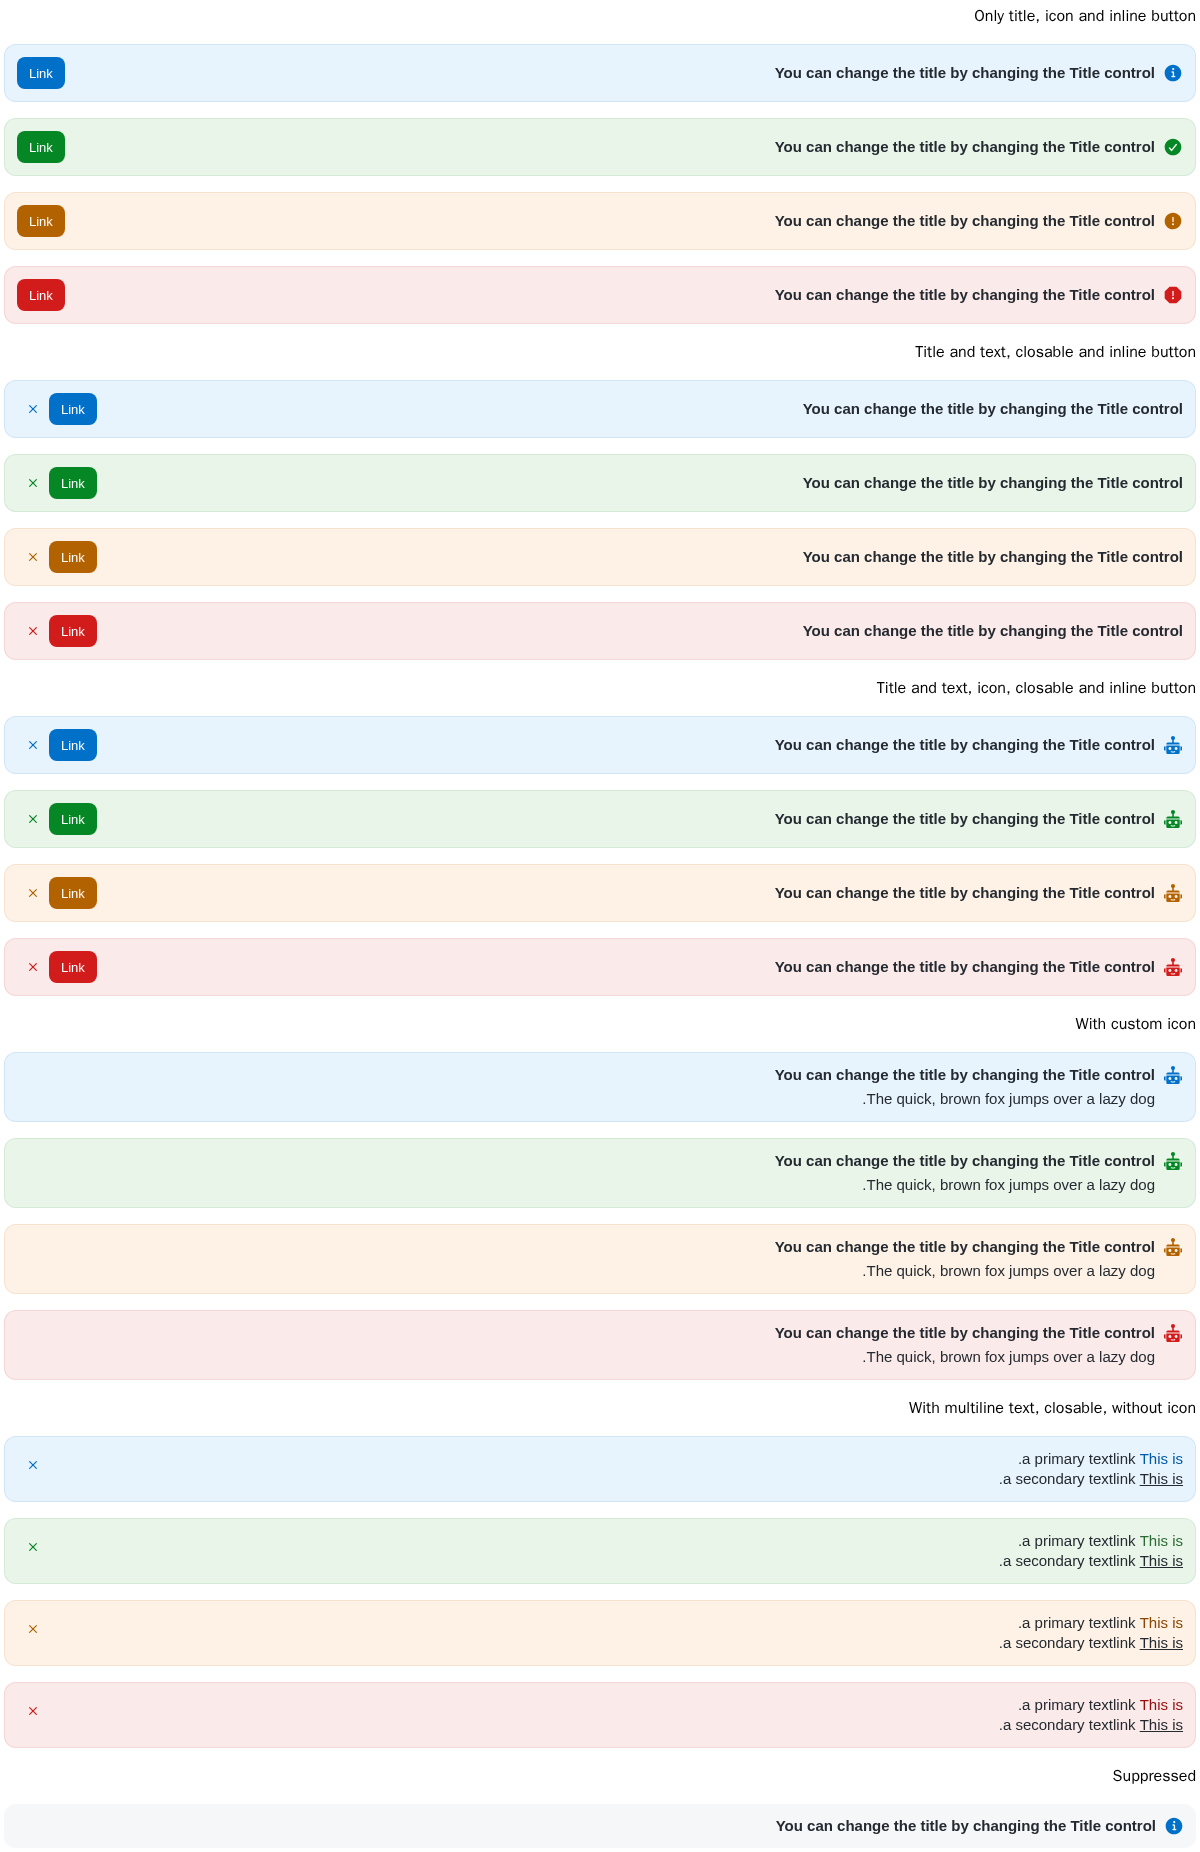 Only title, icon and inline button
You can change the title by changing the Title control
Link
You can change the title by changing the Title control
Link
You can change the title by changing the Title control
Link
You can change the title by changing the Title control
Link
Title and text, closable and inline button
You can change the title by changing the Title control
Link
You can change the title by changing the Title control
Link
You can change the title by changing the Title control
Link
You can change the title by changing the Title control
Link
Title and text, icon, closable and inline button
You can change the title by changing the Title control
Link
You can change the title by changing the Title control
Link
You can change the title by changing the Title control
Link
You can change the title by changing the Title control
Link
With custom icon
You can change the title by changing the Title control
.The quick, brown fox jumps over a lazy dog
You can change the title by changing the Title control
.The quick, brown fox jumps over a lazy dog
You can change the title by changing the Title control
.The quick, brown fox jumps over a lazy dog
You can change the title by changing the Title control
.The quick, brown fox jumps over a lazy dog
With multiline text, closable, without icon
.a primary textlink This is
.a secondary textlink This is
.a primary textlink This is
.a secondary textlink This is
.a primary textlink This is
.a secondary textlink This is
.a primary textlink This is
.a secondary textlink This is
Suppressed
You can change the title by changing the Title control